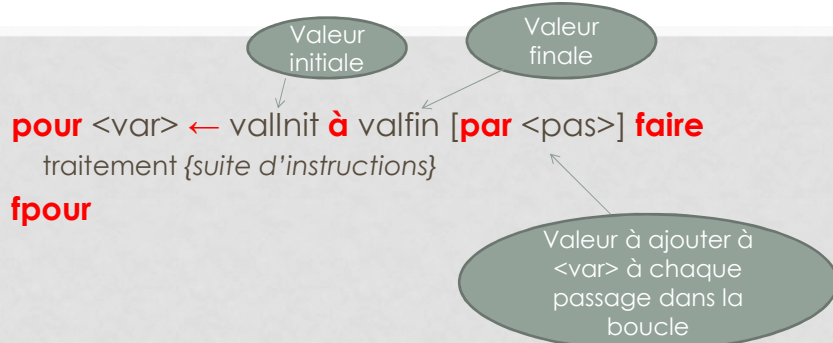 Valeur
initiale
Valeur
finale
pour <var> ← valInit à valfin [par <pas>] faire
traitement {suite d’instructions}
fpour
Valeur à ajouter à
<var> à chaque
passage dans la
boucle